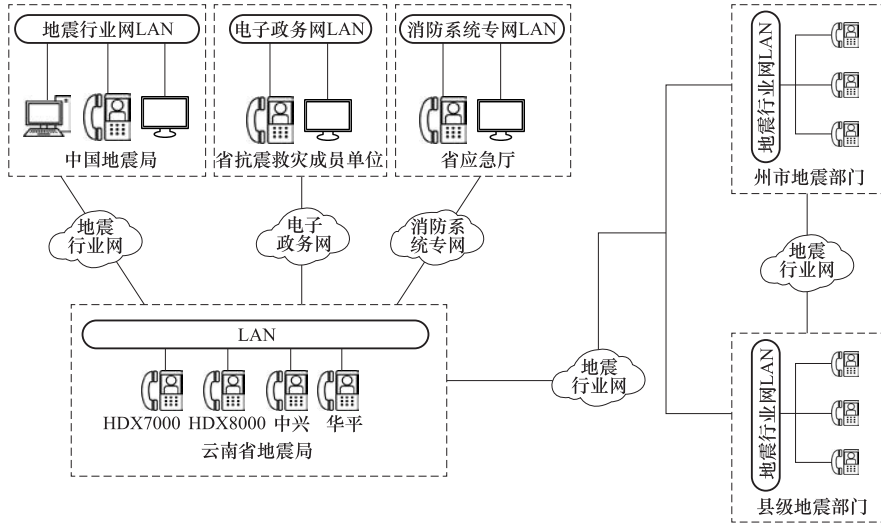 地震行业网LAN
中国地震局
电子政务网LAN
省抗震救灾成员单位
消防系统专网LAN
省应急厅
地震行业网LAN
州市地震部门
地震
行业网
电子
政务网
消防系
统专网
地震
行业网
LAN
HDX7000 HDX8000 中兴 华平
云南省地震局
地震
行业网
地震行业网LAN
县级地震部门